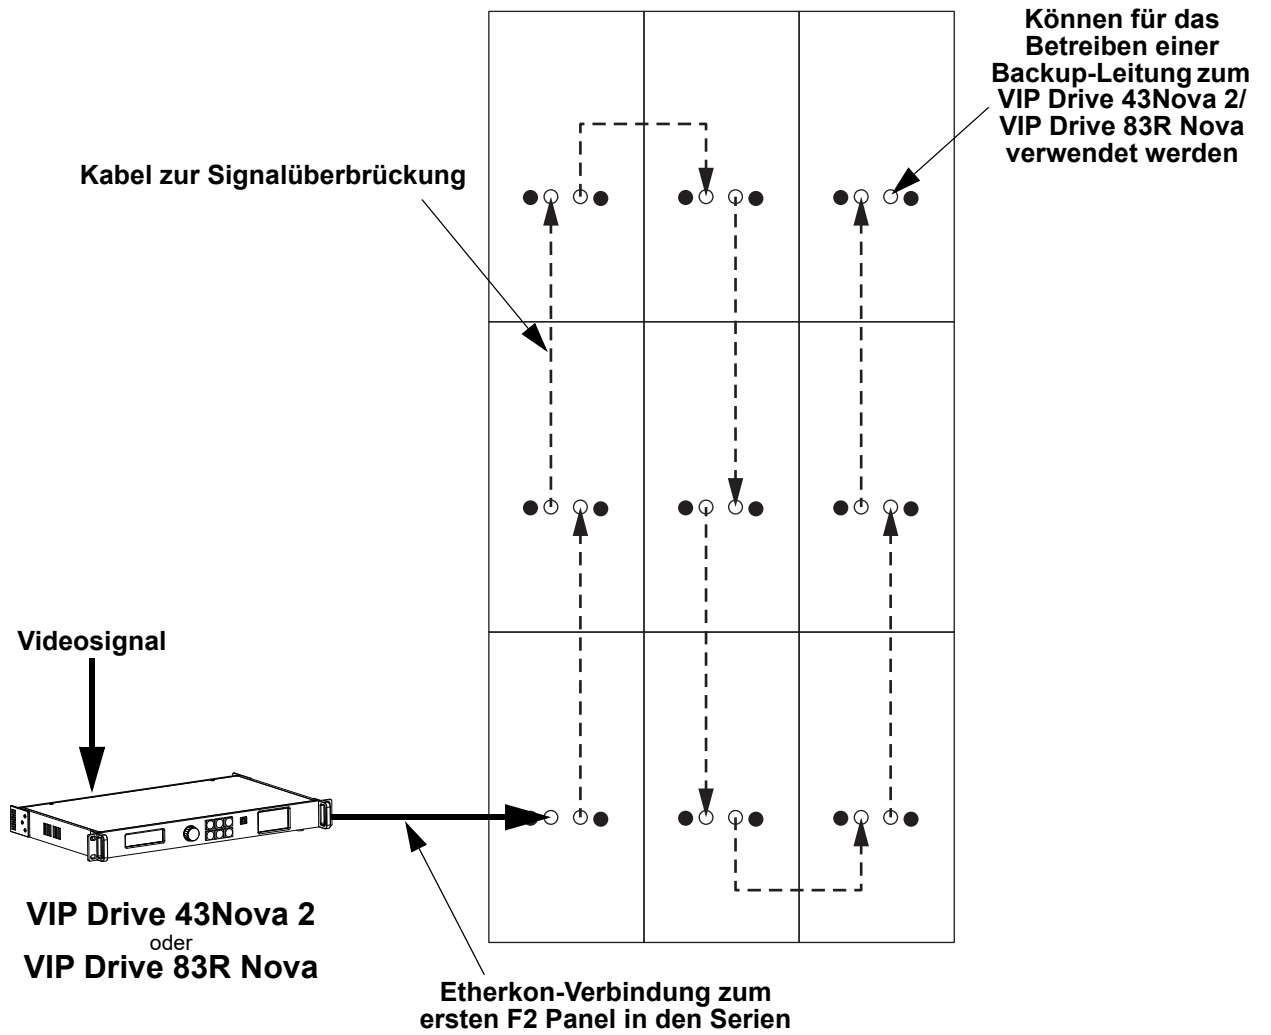 Können für das
Betreiben einer
Backup-Leitung zum
VIP Drive 43Nova 2/
VIP Drive 83R Nova
verwendet werden
Kabel zur Signalüberbrückung
Videosignal
VIP Drive 43Nova 2
oder
VIP Drive 83R Nova
Etherkon-Verbindung zum
ersten F2 Panel in den Serien